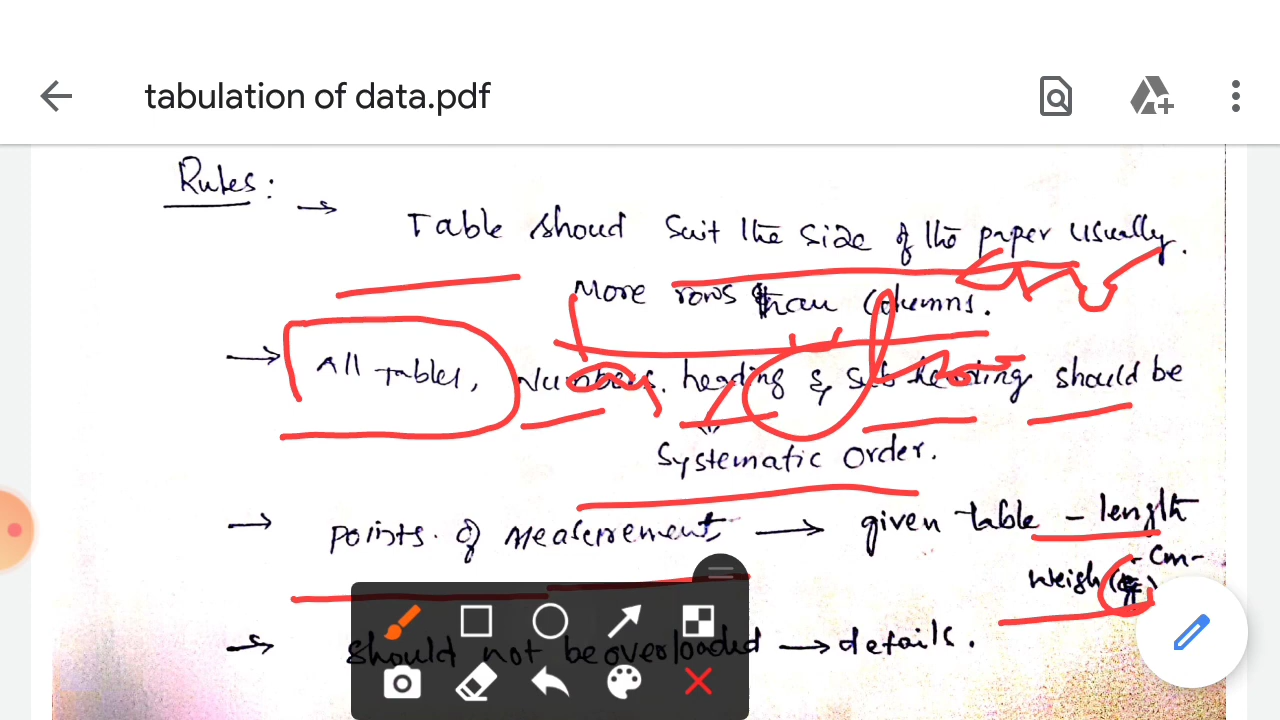 tabulation of data.pdf
Rules:
→ Table shoud Suit the Size of the paper usually.
More rows than Columns.
→ All tables, Numbers, heading & Sub heading should be
Systematic Order.
→ Points of Measurement → given table - length
- Cm -
weigh
→ Should not be overloaded → details.